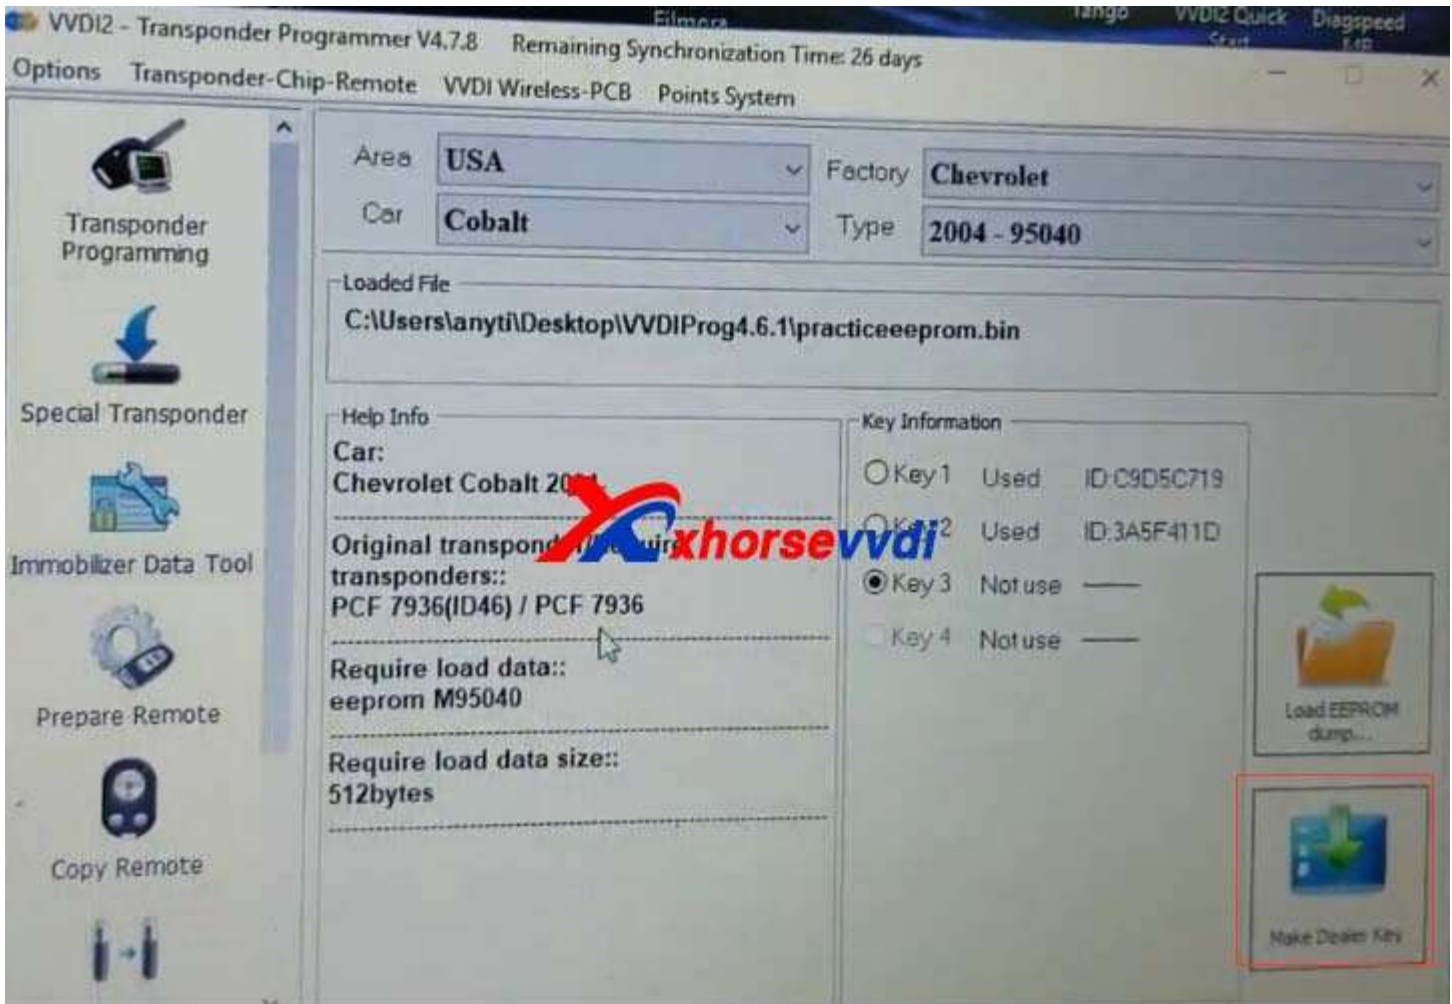 Filmora
Tango
VVDI2 Quick
Start
Diagspeed
VVDI2 - Transponder Programmer V4.7.8 Remaining Synchronization Time: 26 days
Options Transponder-Chip-Remote VVDI Wireless-PCB Points System
Transponder
Programming
Special Transponder
Immobilizer Data Tool
Prepare Remote
Copy Remote
Area USA
Factory Chevrolet
Car Cobalt
Type 2004 - 95040
Loaded File
C:\Users\anyti\Desktop\VVDIProg4.6.1\practiceeeprom.bin
Help Info
Car:
Chevrolet Cobalt
Original
transponders::
PCF 7936(ID46) / PCF 7936
Require load data::
eeprom M95040
Require load data size::
512bytes
xhorsevvdi
Key Information
Key 1 Used ID:C9D5C719
Key 2 Used ID:3A5F411D
Key 3 Not use
Key 4 Not use
Load EEPROM
dump...
Make Dealer Key